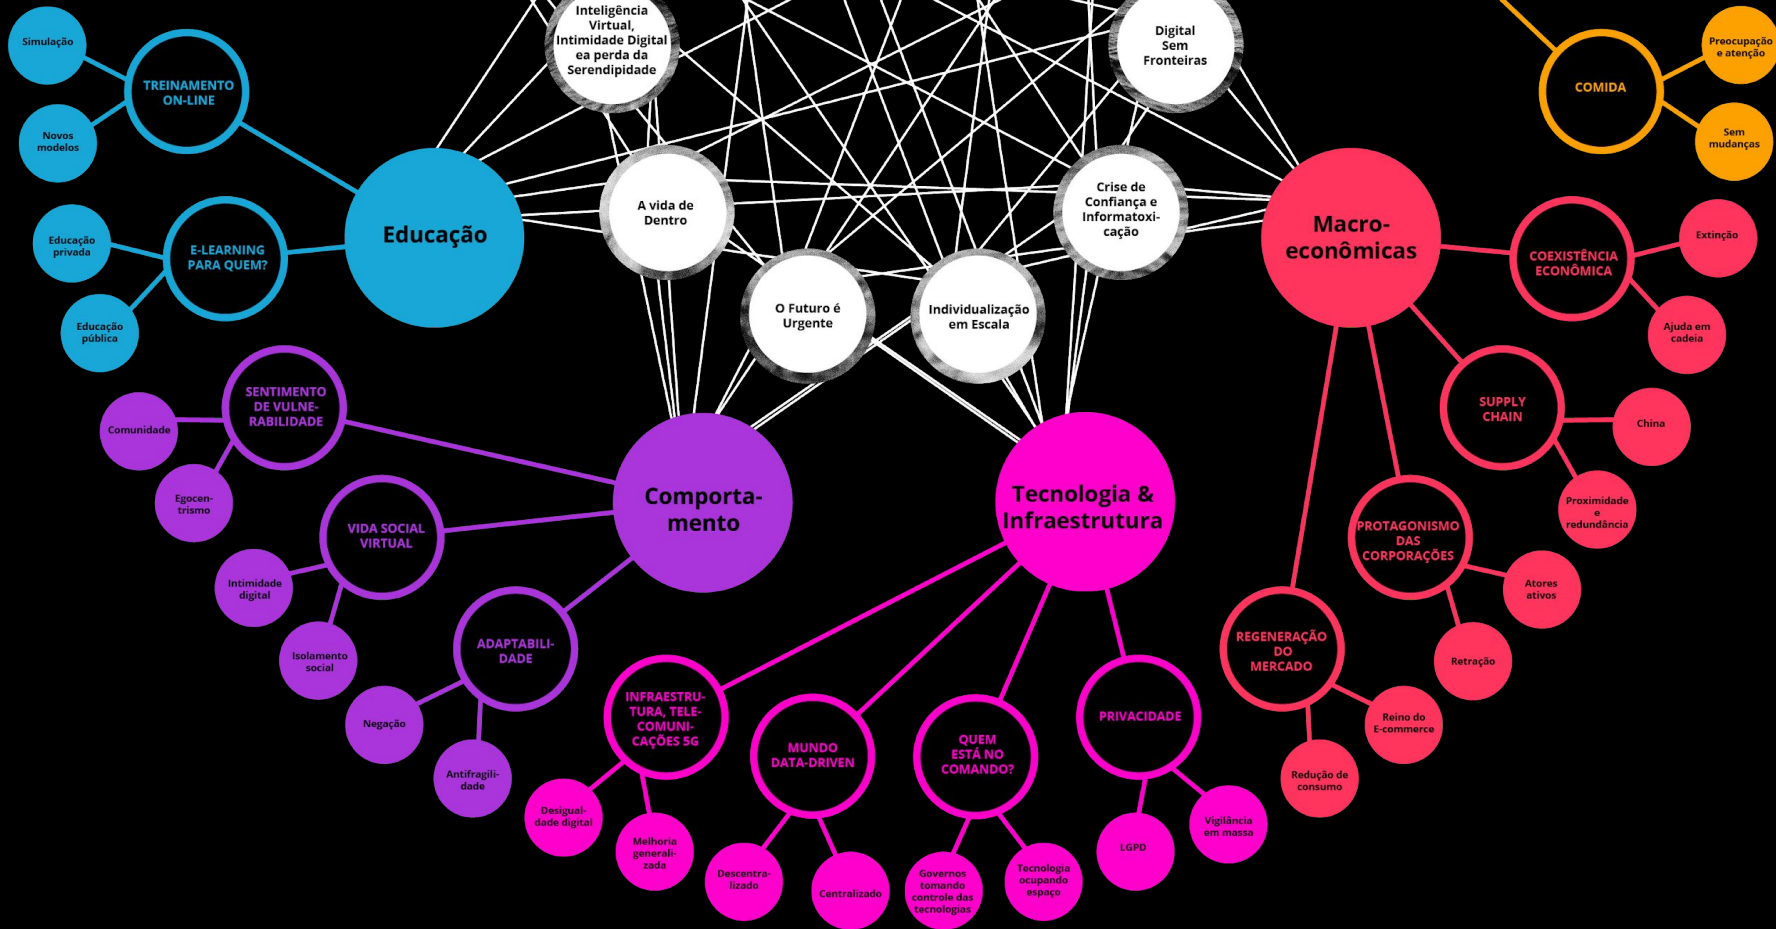 Simulação
TREINAMENTO
ON-LINE
Novos
modelos
Educação
privada
E-LEARNING
PARA QUEM?
Educação
pública
Educação
Inteligência
Virtual,
Intimidade Digital
ea perda da
Serendipidade
Digital
Sem
Fronteiras
A vida de
Dentro
Crise de
Confiança e
Informatoxi-
cação
O Futuro é
Urgente
Individualização
em Escala
COMIDA
Preocupação
e atenção
Sem
mudanças
Macro-
econômicas
COEXISTÊNCIA
ECONÔMICA
Extinção
Ajuda em
cadeia
SUPPLY
CHAIN
China
Proximidade
e
redundância
PROTAGONISMO
DAS
CORPORAÇÕES
Atores
ativos
Retração
REGENERAÇÃO
DO
MERCADO
Reino do
E-commerce
Redução de
consumo
SENTIMENTO
DE VULNE-
RABILIDADE
Comunidade
Egocen-
trismo
VIDA SOCIAL
VIRTUAL
Intimidade
digital
Isolamento
social
ADAPTABILI-
DADE
Negação
Antifragili-
dade
Comporta-
mento
Tecnologia &
Infraestrutura
INFRAESTRU-
TURA, TELE-
COMUNI-
CAÇÕES 5G
Desigual-
dade digital
Melhoria
generali-
zada
MUNDO
DATA-DRIVEN
Descentra-
lizado
Centralizado
QUEM
ESTÁ NO
COMANDO?
Governos
tomando
controle das
tecnologias
Tecnologia
ocupando
espaço
PRIVACIDADE
LGPD
Vigilância
em massa